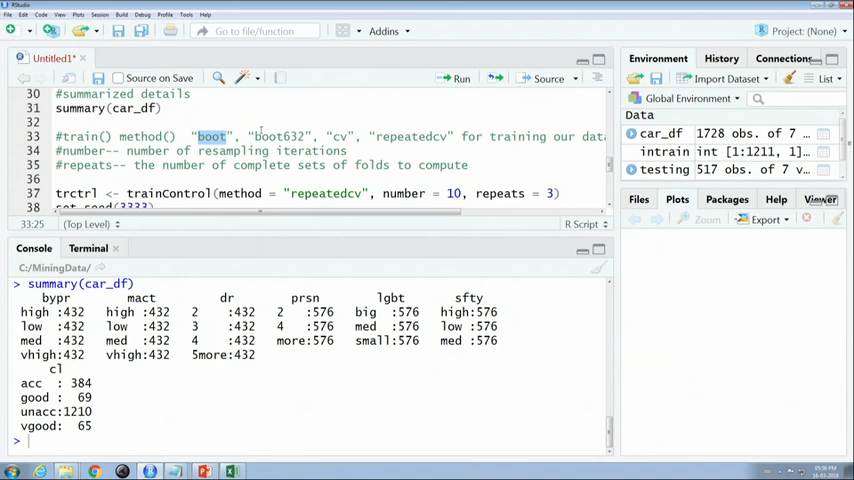 RStudio
File Edit Code View Plots Session Build Debug Profile Tools Help
Go to file/function
Addins
Project: (None)
Untitled1*
Source on Save
Run
Source
30 #summarized details
31 summary(car_df)
32
33 #train() method() "boot", "boot632", "cv", "repeatedcv" for training our data
34 #number-- number of resampling iterations
35 #repeats-- the number of complete sets of folds to compute
36
37 trctrl <- trainControl(method = "repeatedcv", number = 10, repeats = 3)
38 set.seed(3333)
33:25 (Top Level) R Script
Console Terminal
C:/MiningData/
> summary(car_df)
bypr mact dr prsn lgbt sfty
high :432 high :432 2 :432 2 :576 big :576 high:576
low :432 low :432 3 :432 4 :576 med :576 low :576
med :432 med :432 4 :432 more:576 small:576 med :576
vhigh:432 vhigh:432 5more:432
cl
acc : 384
good : 69
unacc:1210
vgood: 65
>
Environment History Connections
Import Dataset List
Global Environment
Data
car_df 1728 obs. of 7
intrain int [1:1211, 1]
testing 517 obs. of 7 v
Files Plots Packages Help Viewer
Zoom Export
05:56 PM